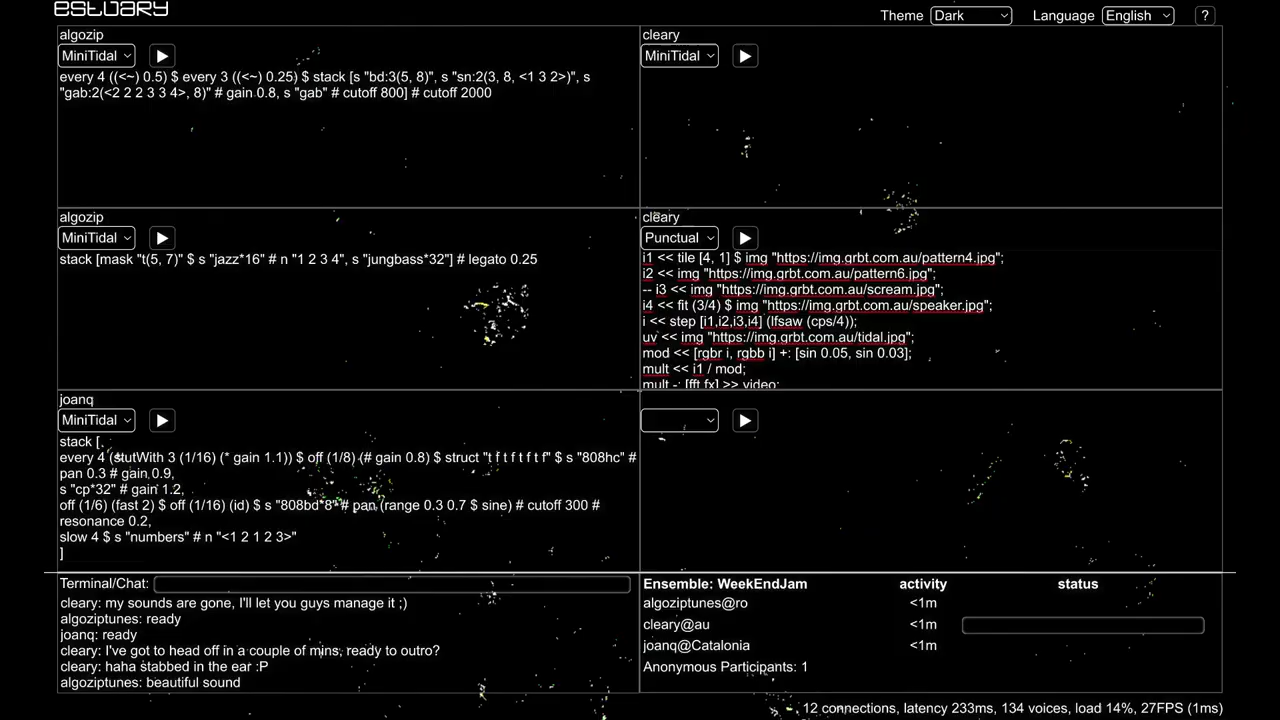 estuary
Theme Dark Language English ?
algozip
MiniTidal
every 4 ((<~) 0.5) $ every 3 ((<~) 0.25) $ stack [s "bd:3(5, 8)", s "sn:2(3, 8, <1 3 2>)", s
"gab:2(<2 2 2 3 3 4>, 8)" # gain 0.8, s "gab" # cutoff 800] # cutoff 2000
cleary
MiniTidal
algozip
MiniTidal
stack [mask "t(5, 7)" $ s "jazz*16" # n "1 2 3 4", s "jungbass*32"] # legato 0.25
cleary
Punctual
i1 << tile [4, 1] $ img "https://img.grbt.com.au/pattern4.jpg";
i2 << img "https://img.grbt.com.au/pattern6.jpg";
-- i3 << img "https://img.grbt.com.au/scream.jpg";
i4 << fit (3/4) $ img "https://img.grbt.com.au/speaker.jpg";
i << step [i1,i2,i3,i4] (lfsaw (cps/4));
uv << img "https://img.grbt.com.au/tidal.jpg";
mod << [rgbr i, rgbb i] +: [sin 0.05, sin 0.03];
mult << i1 / mod;
mult -: [fft fx] >> video;
joanq
MiniTidal
stack [
every 4 (stutWith 3 (1/16) (* gain 1.1)) $ off (1/8) (# gain 0.8) $ struct "t f t f t f t f" $ s "808hc" #
pan 0.3 # gain 0.9,
s "cp*32" # gain 1.2,
off (1/6) (fast 2) $ off (1/16) (id) $ s "808bd*8" # pan (range 0.3 0.7 $ sine) # cutoff 300 #
resonance 0.2,
slow 4 $ s "numbers" # n "<1 2 1 2 3>"
]
Terminal/Chat:
cleary: my sounds are gone, I'll let you guys manage it ;)
algoziptunes: ready
joanq: ready
cleary: I've got to head off in a couple of mins, ready to outro?
cleary: haha stabbed in the ear :P
algoziptunes: beautiful sound
Ensemble: WeekEndJam activity status
algoziptunes@ro <1m
cleary@au <1m
joanq@Catalonia <1m
Anonymous Participants: 1
12 connections, latency 233ms, 134 voices, load 14%, 27FPS (1ms)